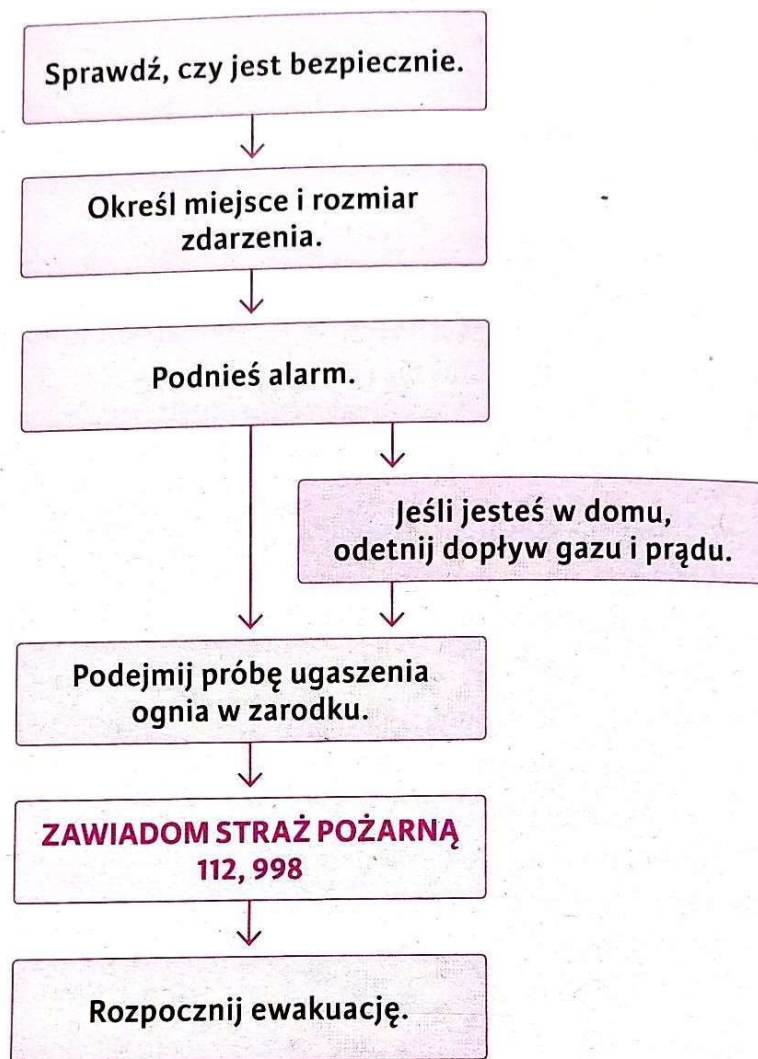 Sprawdź, czy jest bezpiecznie.
Określ miejsce i rozmiar
zdarzenia.
Podnieś alarm.
Jeśli jesteś w domu,
odetnij dopływ gazu i prądu.
Podejmij próbę ugaszenia
ognia w zarodku.
ZAWIADOM STRAŻ POŻARNĄ
112, 998
Rozpocznij ewakuację.